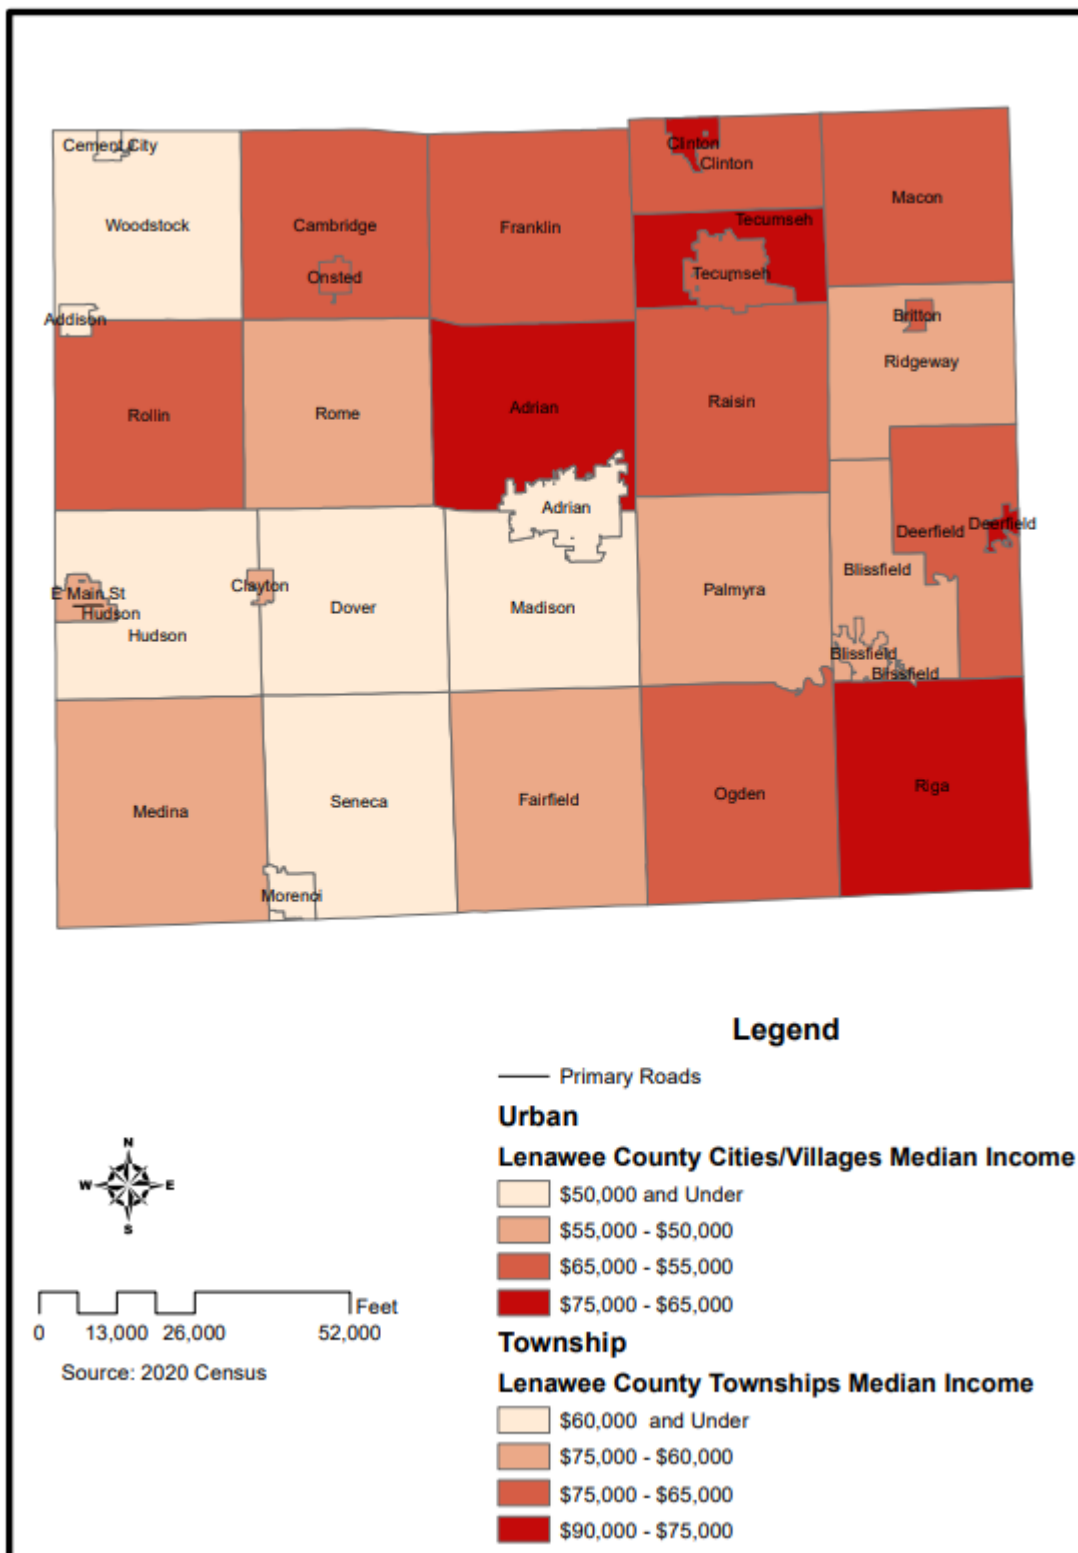 Cement City
Clinton
Clinton
Macon
Woodstock
Cambridge
Franklin
Tecumseh
Onsted
Tecumseh
Addison
Britton
Ridgeway
Rollin
Rome
Adrian
Raisin
Adrian
Deerfield
Deerfield
Blissfield
E Main St
Hudson
Hudson
Clayton
Dover
Madison
Palmyra
Blissfield
Blissfield
Medina
Seneca
Fairfield
Ogden
Riga
Morenci
Legend
Primary Roads
Urban
Lenawee County Cities/Villages Median Income
$50,000 and Under
$55,000 - $50,000
$65,000 - $55,000
$75,000 - $65,000
Township
Lenawee County Townships Median Income
$60,000 and Under
$75,000 - $60,000
$75,000 - $65,000
$90,000 - $75,000
N
W E
S
Feet
0 13,000 26,000 52,000
Source: 2020 Census